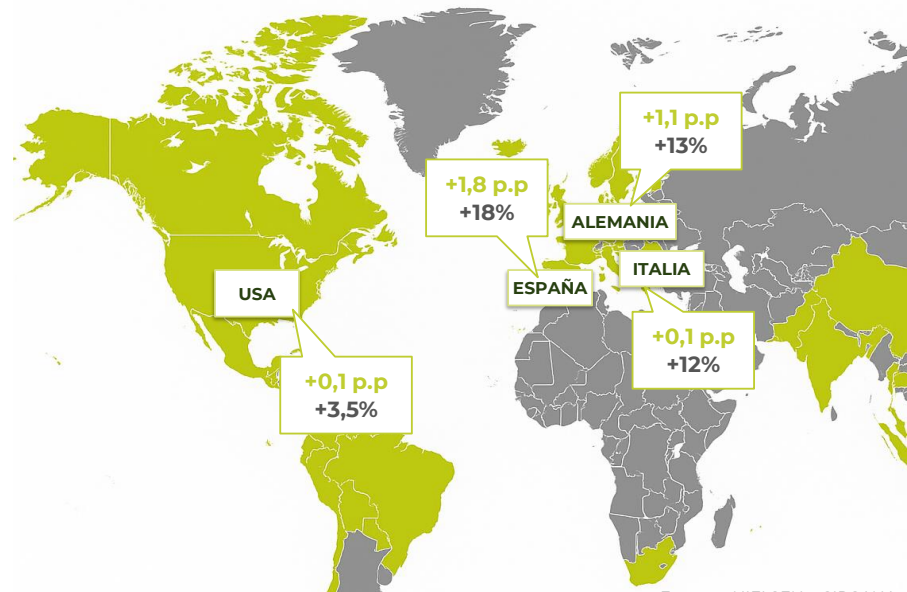 +1,1 p.p
+13%
+1,8 p.p
+18%
ALEMANIA
ITALIA
ESPAÑA
USA
+0,1 p.p
+12%
+0,1 p.p
+3,5%